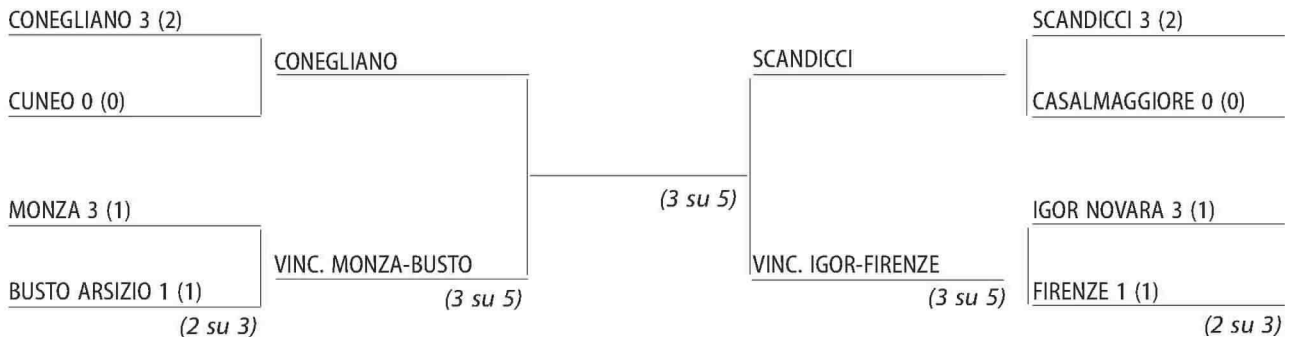 CONEGLIANO 3 (2)
CUNEO 0 (0)
MONZA 3 (1)
BUSTO ARSIZIO 1 (1)
(2 su 3)
CONEGLIANO
VINC. MONZA-BUSTO
(3 su 5)
(3 su 5)
SCANDICCI
VINC. IGOR-FIRENZE
(3 su 5)
SCANDICCI 3 (2)
CASALMAGGIORE 0 (0)
IGOR NOVARA 3 (1)
FIRENZE 1 (1)
(2 su 3)